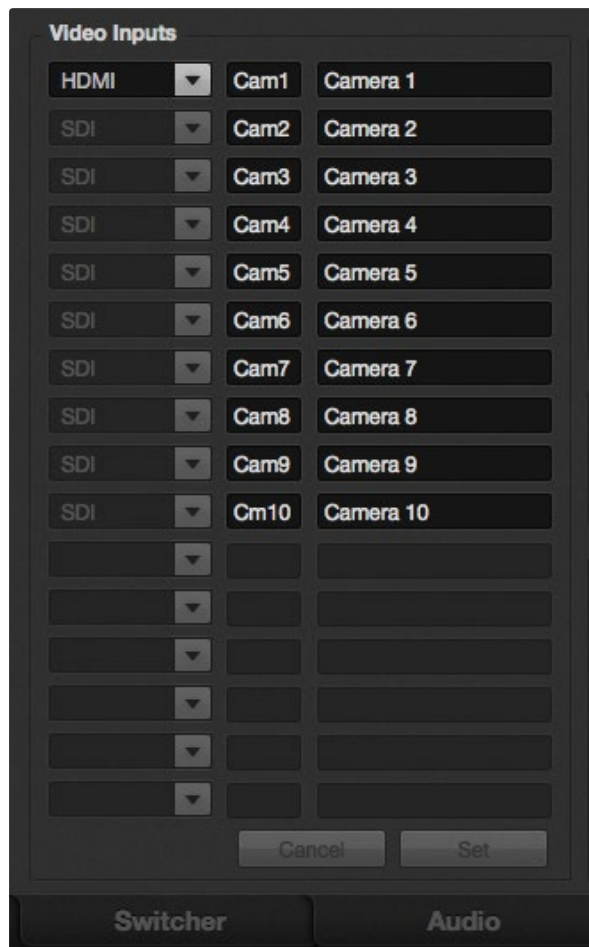 Video Inputs
HDMI Cam1 Camera 1
SDI Cam2 Camera 2
SDI Cam3 Camera 3
SDI Cam4 Camera 4
SDI Cam5 Camera 5
SDI Cam6 Camera 6
SDI Cam7 Camera 7
SDI Cam8 Camera 8
SDI Cam9 Camera 9
SDI Cm10 Camera 10
Cancel Set
Switcher Audio